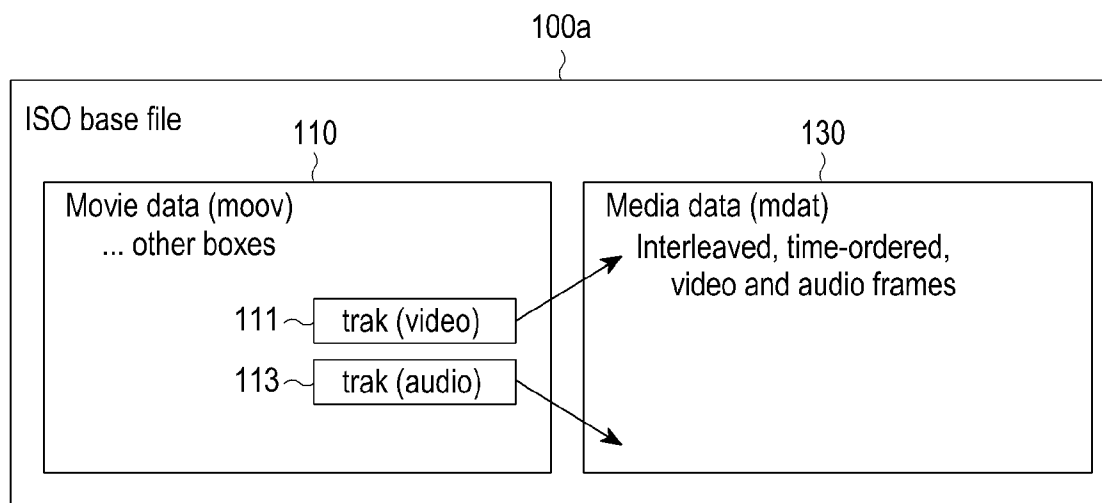 100a
ISO base file
110
130
Movie data (moov)
... other boxes
Media data (mdat)
Interleaved, time-ordered,
video and audio frames
111
trak (video)
113
trak (audio)